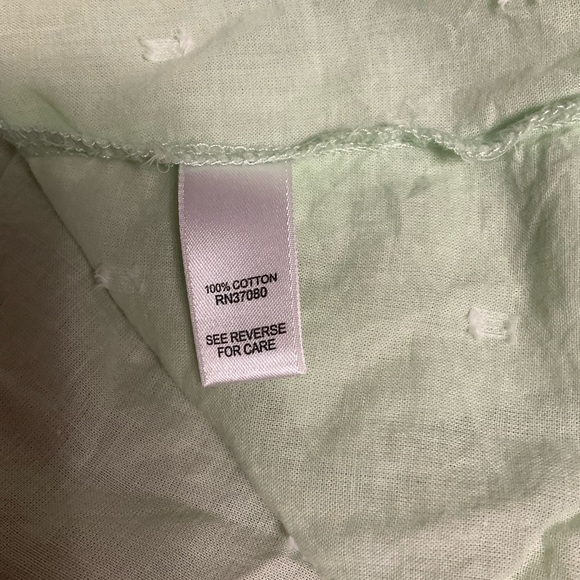 100% COTTON
RN37080
SEE REVERSE
FOR CARE